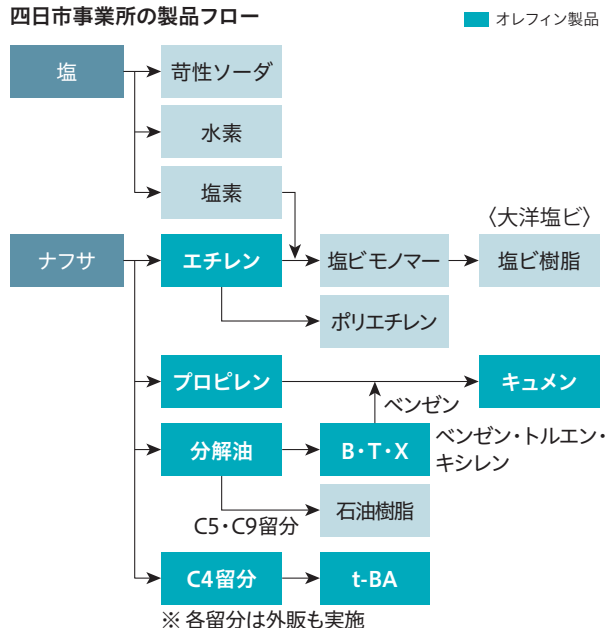 四日市事業所の製品フロー
オレフィン製品
塩
苛性ソーダ
水素
塩素
〈大洋塩ビ〉
ナフサ
エチレン
塩ビモノマー
塩ビ樹脂
ポリエチレン
プロピレン
キュメン
ベンゼン
分解油
B・T・X
ベンゼン・トルエン・
キシレン
石油樹脂
C5・C9留分
C4留分
t-BA
※ 各留分は外販も実施